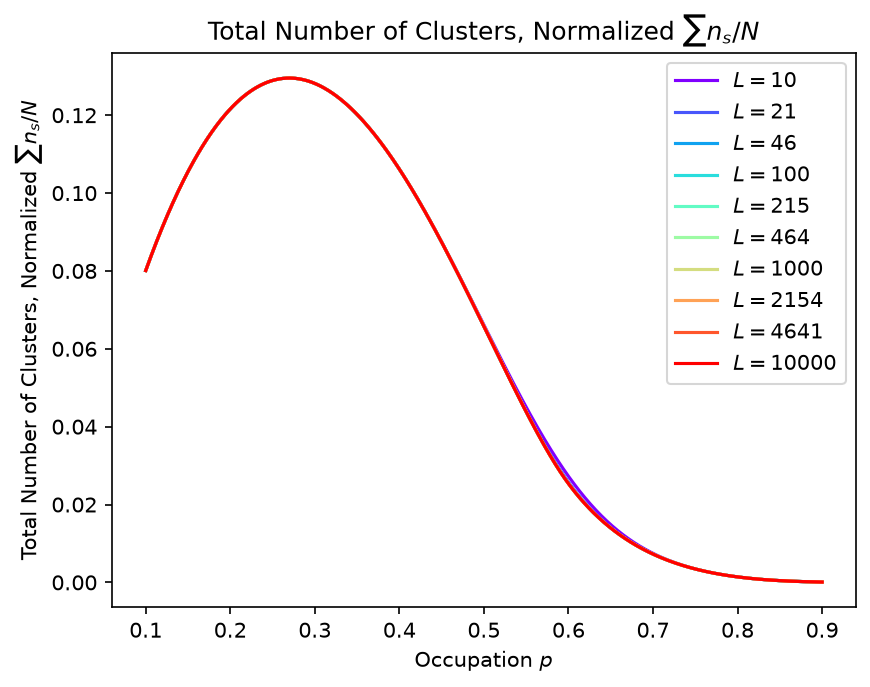 Total Number of Clusters, Normalized ∑nₛ/N
Total Number of Clusters, Normalized ∑nₛ/N
0.12
0.10
0.08
0.06
0.04
0.02
0.00
L = 10
L = 21
L = 46
L = 100
L = 215
L = 464
L = 1000
L = 2154
L = 4641
L = 10000
0.1 0.2 0.3 0.4 0.5 0.6 0.7 0.8 0.9
Occupation p